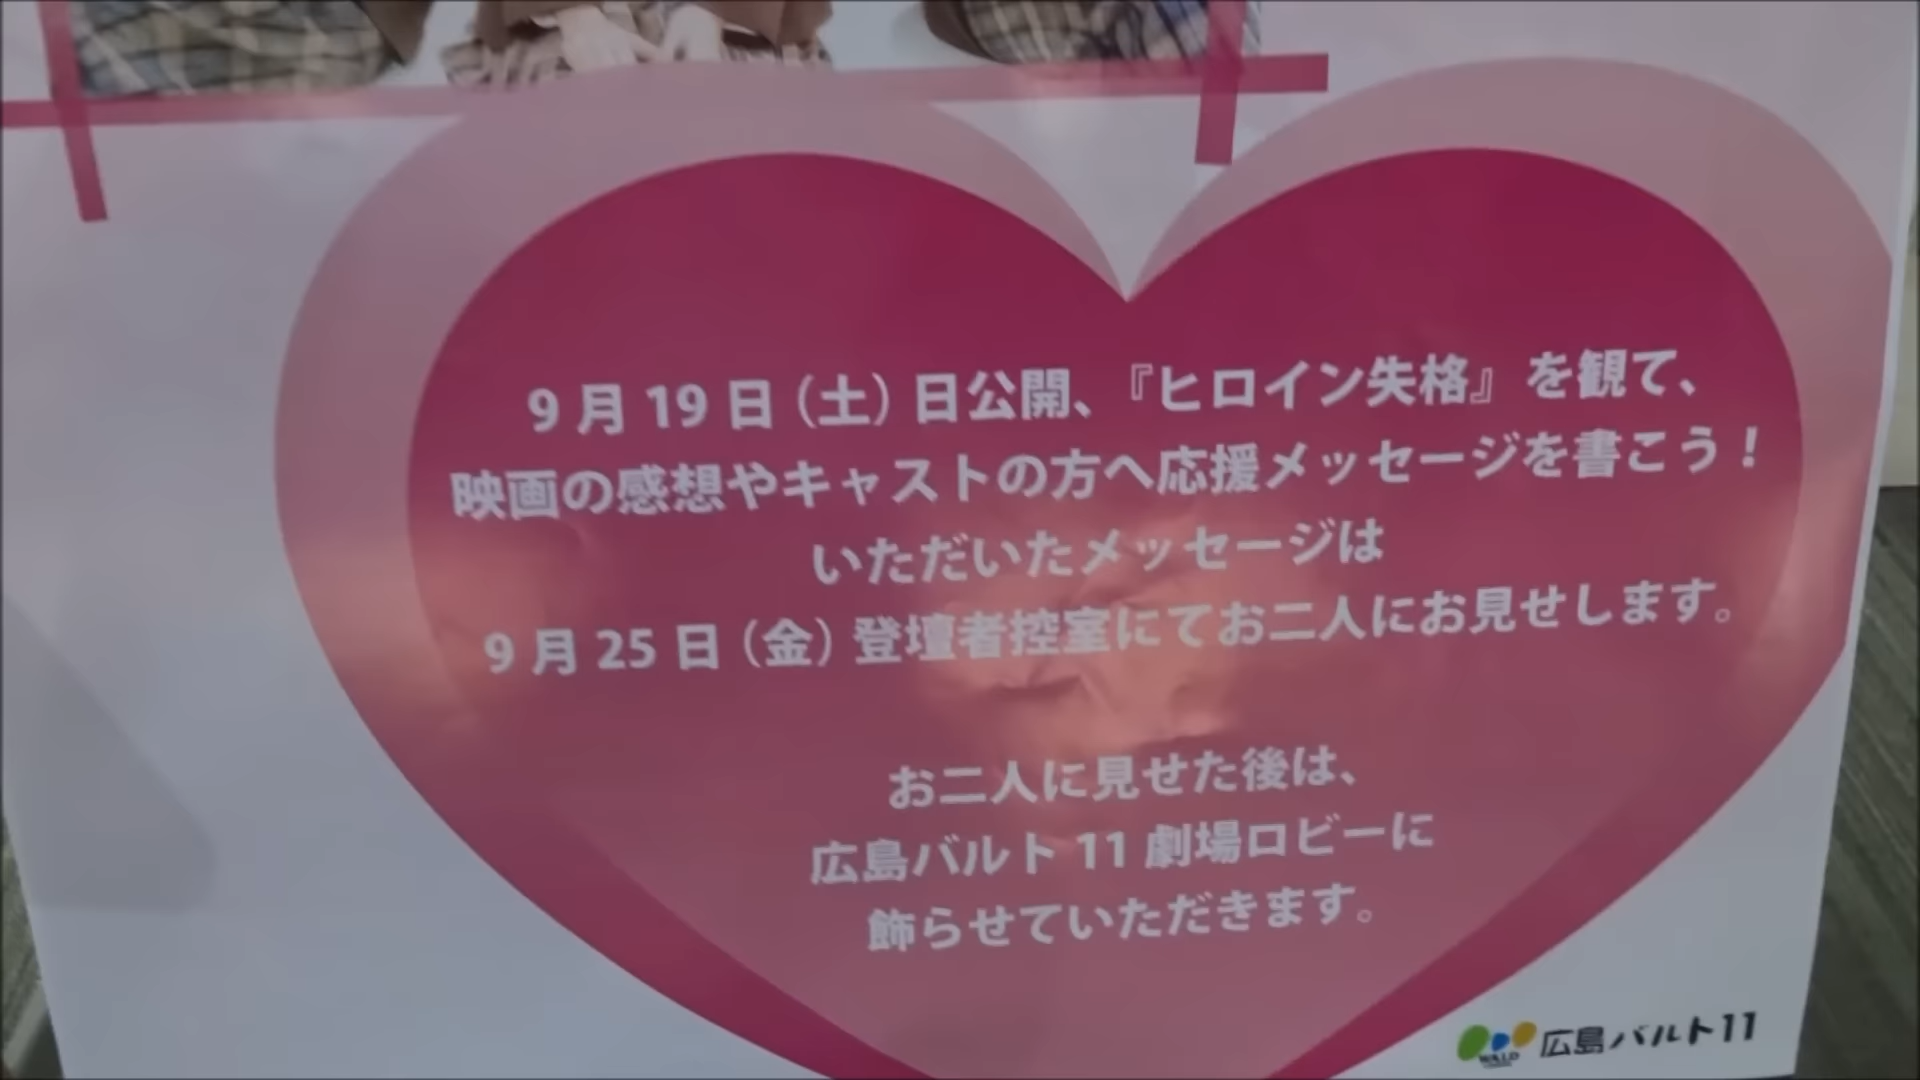 9月19日（土）日公開、『ヒロイン失格』を観て、
映画の感想やキャストの方へ応援メッセージを書こう！
いただいたメッセージは
9月25日（金）登壇者控室にてお二人にお見せします。
お二人に見せた後は、
広島バルト11劇場ロビーに
飾らせていただきます。
WALD
広島バルト11